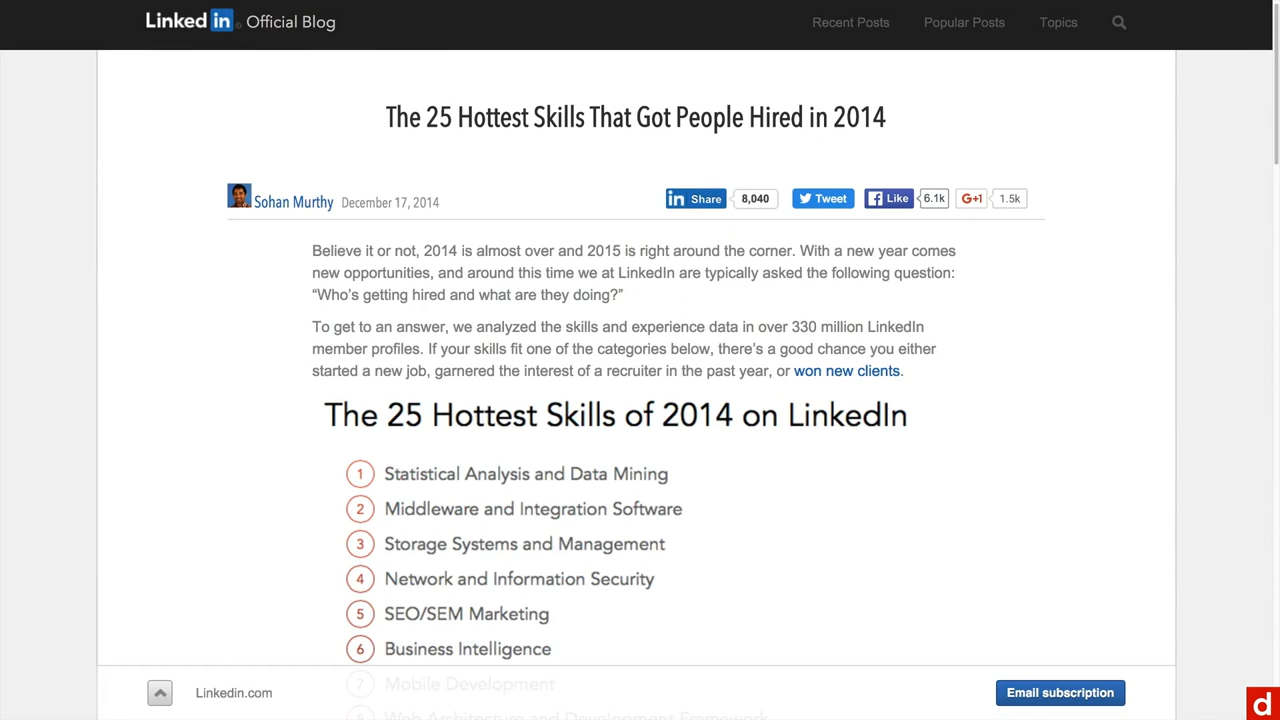 Linked in Official Blog
Recent Posts Popular Posts Topics
The 25 Hottest Skills That Got People Hired in 2014
Sohan Murthy December 17, 2014
in Share 8,040 Tweet Like 6.1k G+1 1.5k
Believe it or not, 2014 is almost over and 2015 is right around the corner. With a new year comes
new opportunities, and around this time we at LinkedIn are typically asked the following question:
“Who’s getting hired and what are they doing?”
To get to an answer, we analyzed the skills and experience data in over 330 million LinkedIn
member profiles. If your skills fit one of the categories below, there’s a good chance you either
started a new job, garnered the interest of a recruiter in the past year, or won new clients.
The 25 Hottest Skills of 2014 on LinkedIn
1 Statistical Analysis and Data Mining
2 Middleware and Integration Software
3 Storage Systems and Management
4 Network and Information Security
5 SEO/SEM Marketing
6 Business Intelligence
7 Mobile Development
8 Web Architecture and Development Framework
Linkedin.com
Email subscription
d